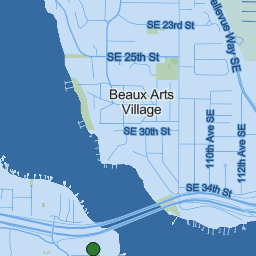 SE 23rd St
Bellevue Way SE
SE 25th St
Beaux Arts
Village
SE 30th St
110th Ave SE
112th Ave SE
SE 34th St